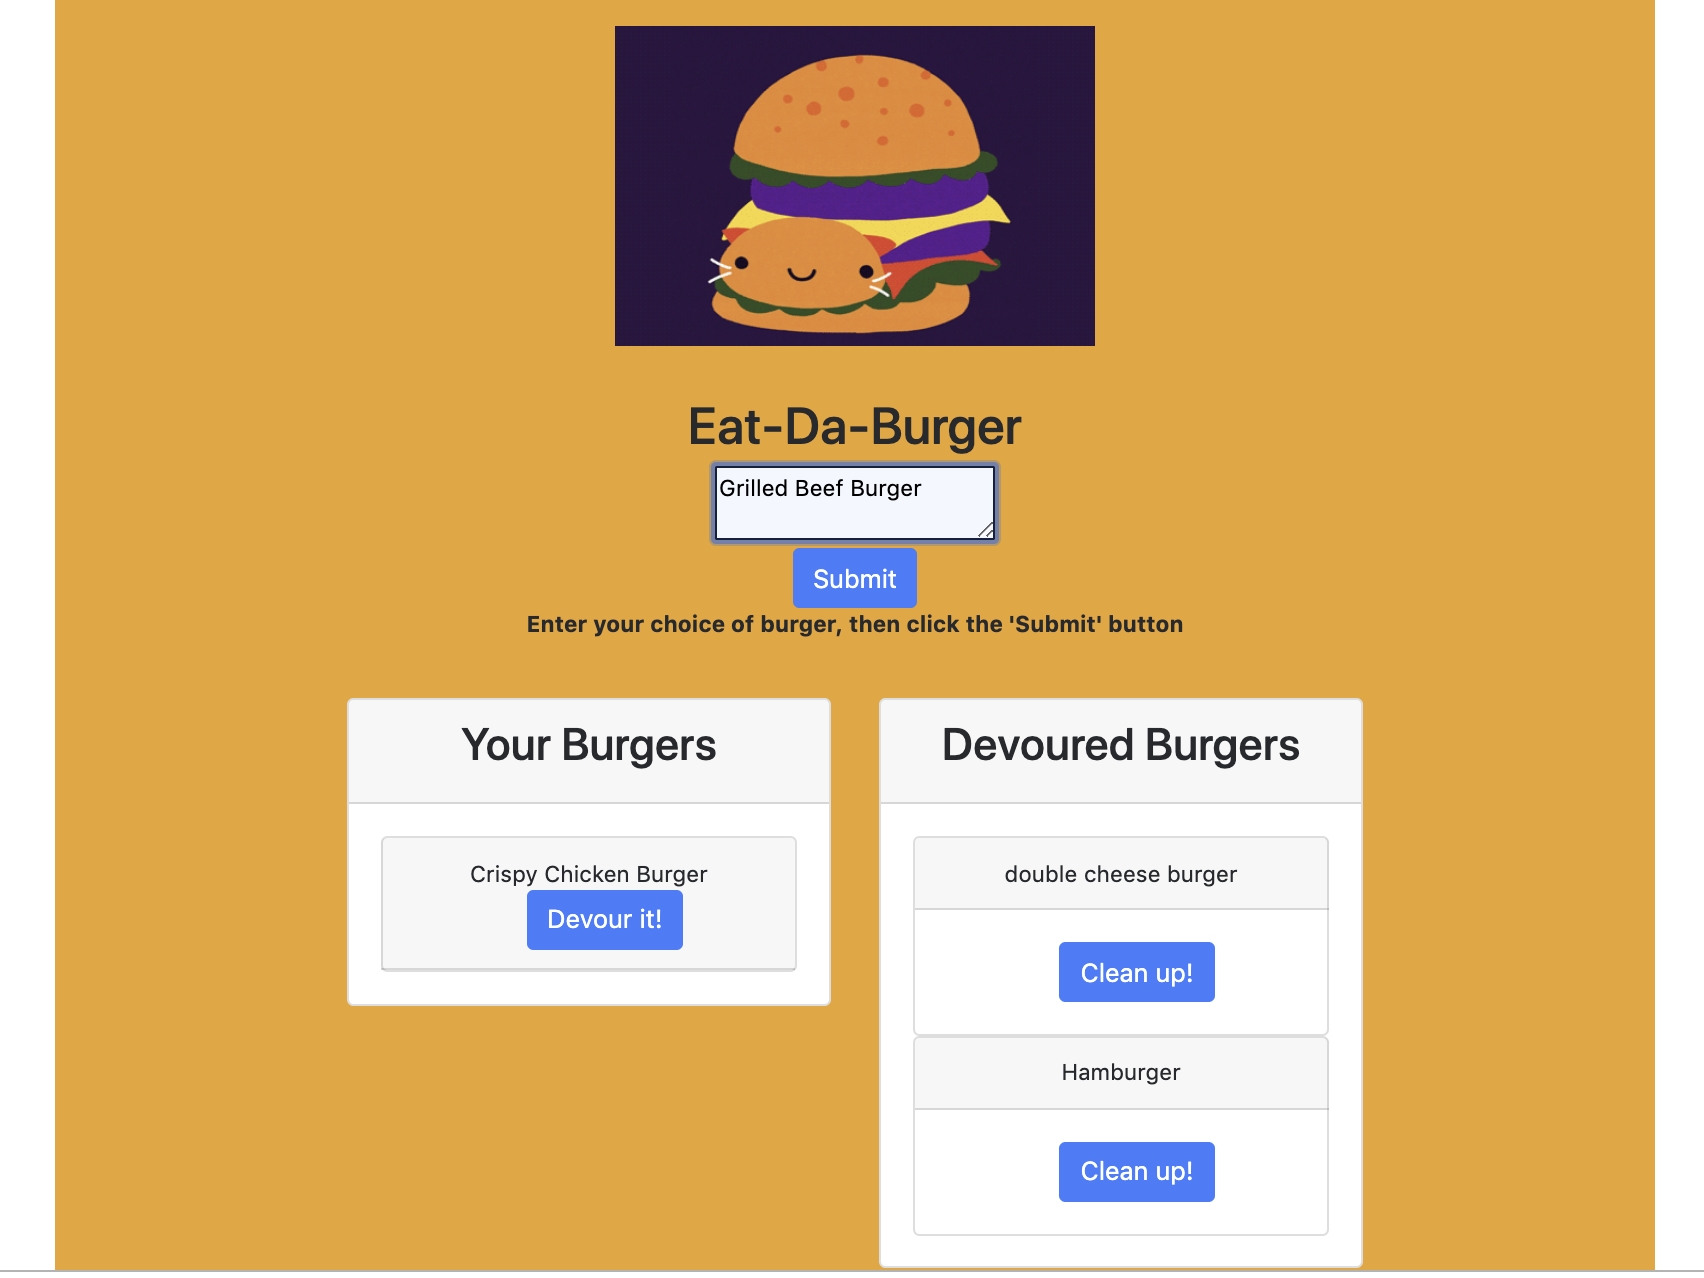 Eat-Da-Burger
Grilled Beef Burger
Submit
Enter your choice of burger, then click the 'Submit' button
Your Burgers
Crispy Chicken Burger
Devour it!
Devoured Burgers
double cheese burger
Clean up!
Hamburger
Clean up!